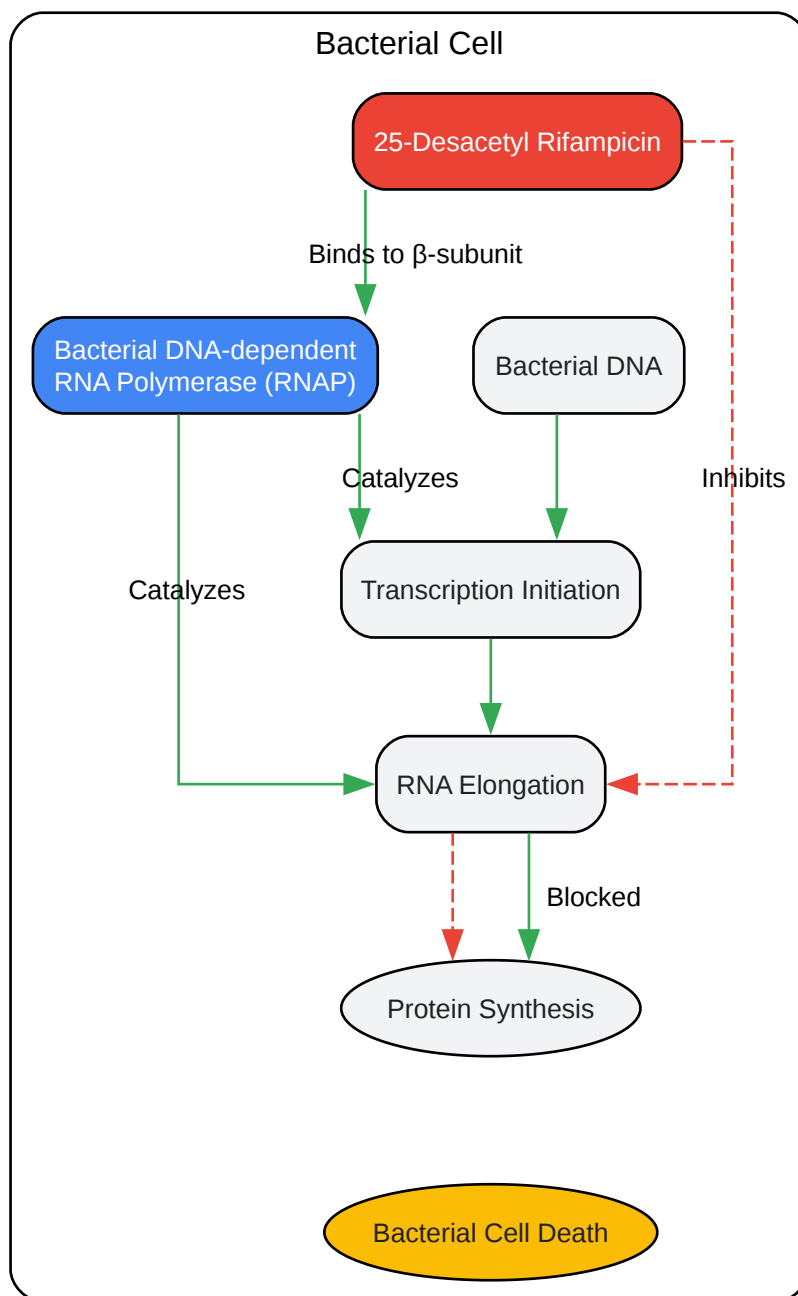 Bacterial Cell
25-Desacetyl Rifampicin
Binds to β-subunit
Bacterial DNA-dependent
RNA Polymerase (RNAP)
Bacterial DNA
Catalyzes
Inhibits
Catalyzes
Transcription Initiation
RNA Elongation
Blocked
Protein Synthesis
Bacterial Cell Death